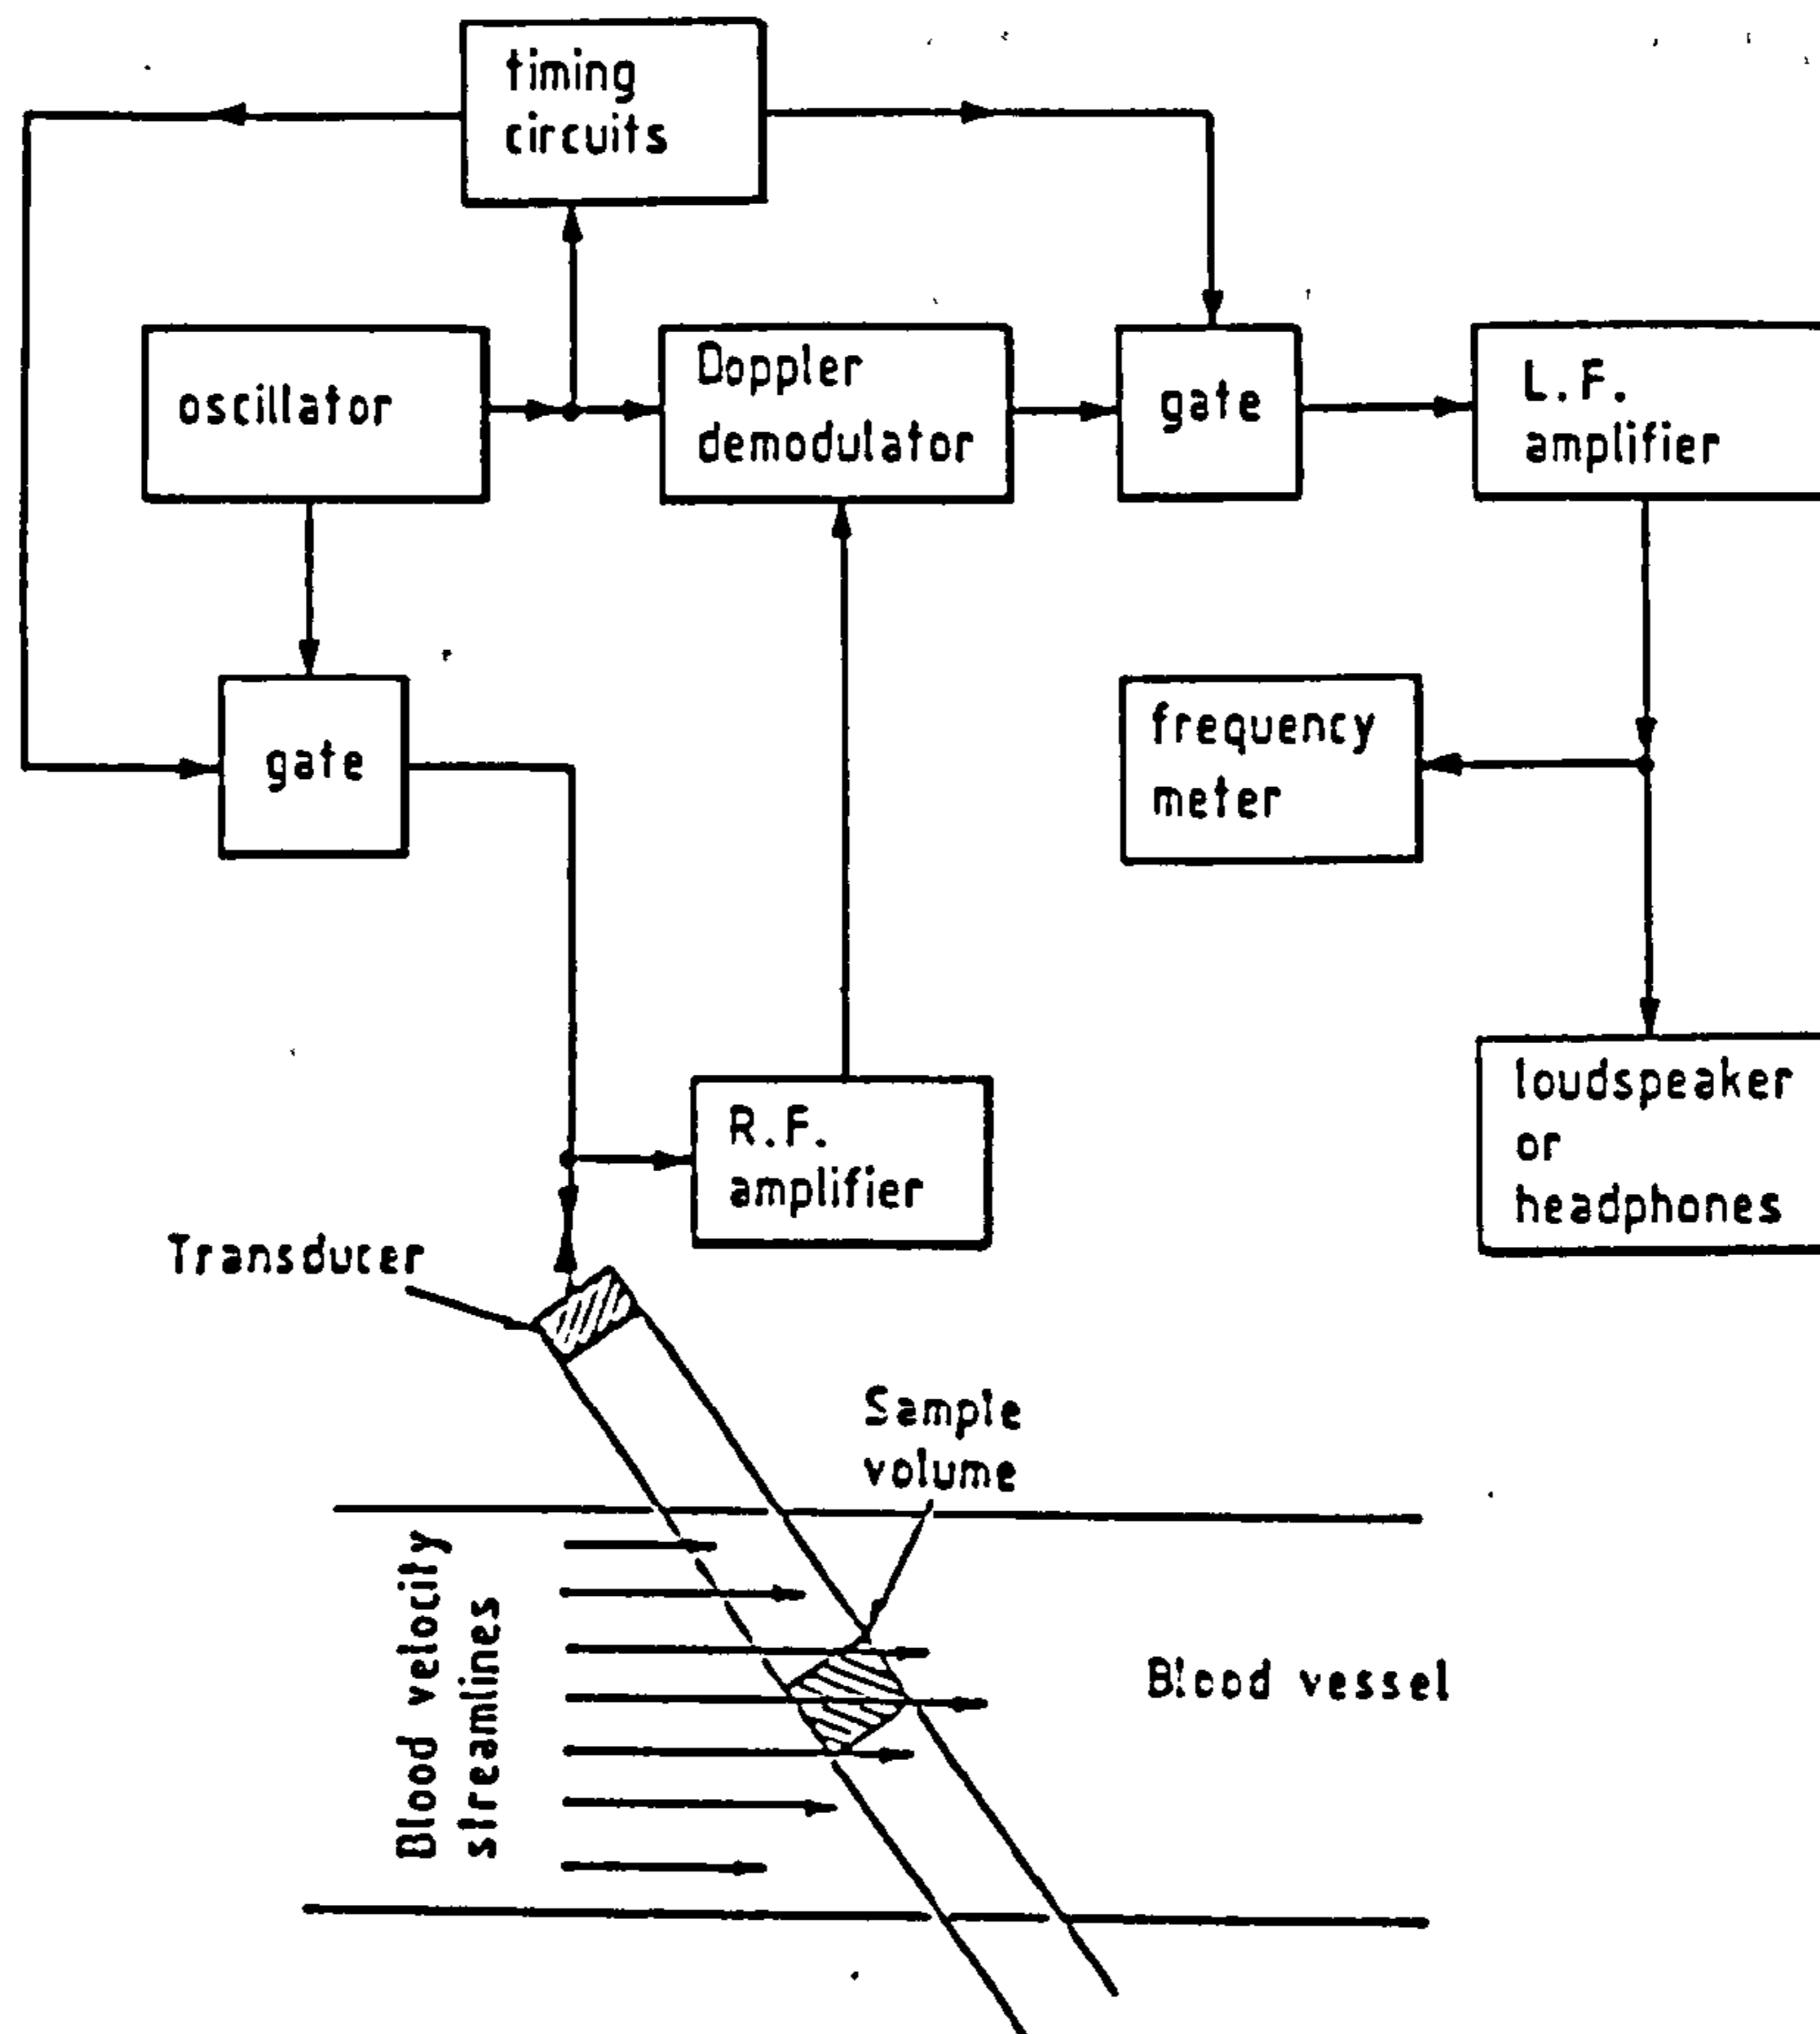 timing
circuits
oscillator
Doppler
demodulator
gate
L.F.
amplifier
gate
frequency
meter
R.F.
amplifier
loudspeaker
or
headphones
Transducer
Sample
volume
Blood velocity
streamlines
Blood vessel